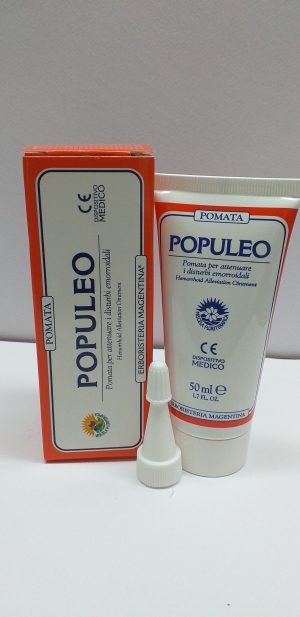 POMATA
POPULEO
Pomata per attenuare i disturbi emorroidali
Hemorrhoid Alleviation Ointment
CE
DISPOSITIVO
MEDICO
ERBORISTERIA MAGENTINA®
POMATA
POPULEO
Pomata per attenuare
i disturbi emorroidali
Hemorrhoid Alleviation Ointment
CE
DISPOSITIVO
MEDICO
50 ml e
1.7 FL. OZ.
ERBORISTERIA MAGENTINA®